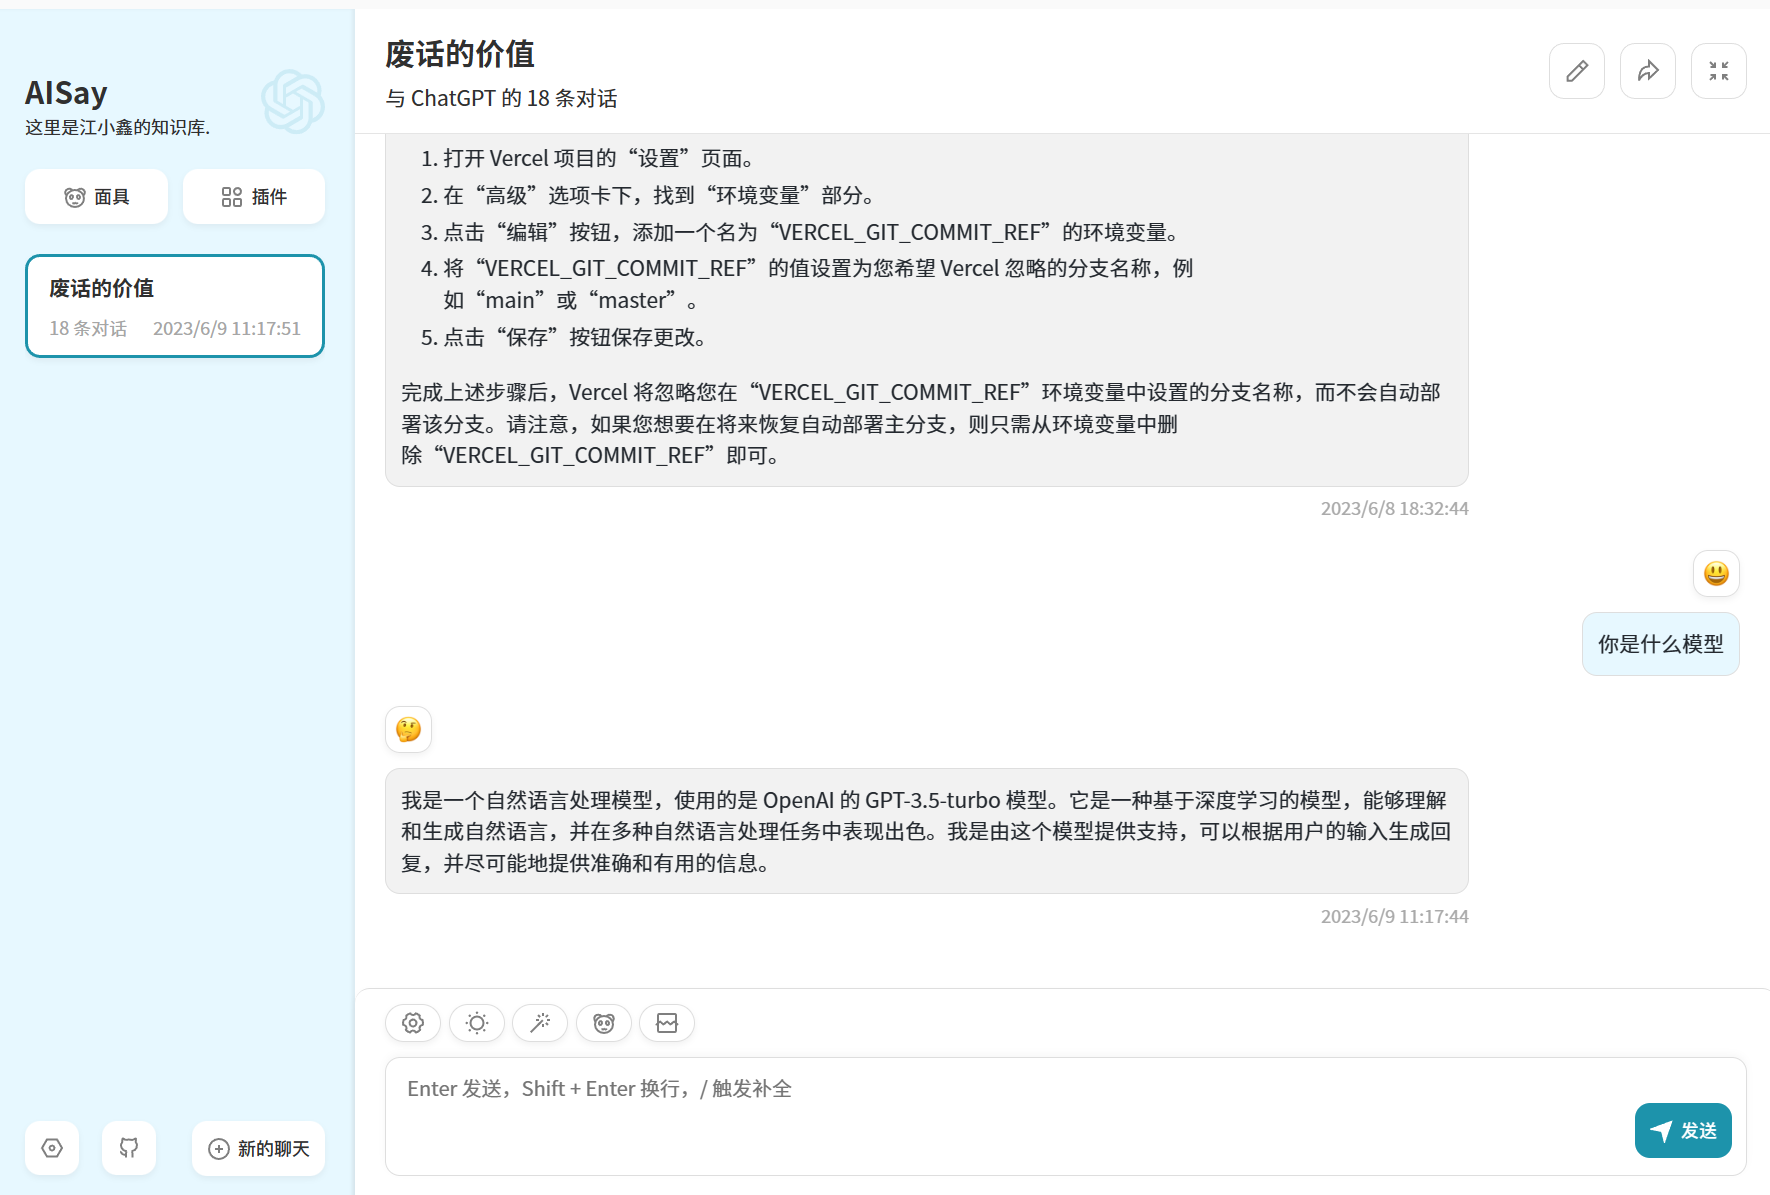 AISay
这里是江小鑫的知识库.
面具
插件
废话的价值
18 条对话
2023/6/9 11:17:51
新的聊天
废话的价值
与 ChatGPT 的 18 条对话
1. 打开 Vercel 项目的“设置”页面。
2. 在“高级”选项卡下，找到“环境变量”部分。
3. 点击“编辑”按钮，添加一个名为“VERCEL_GIT_COMMIT_REF”的环境变量。
4. 将“VERCEL_GIT_COMMIT_REF”的值设置为您希望 Vercel 忽略的分支名称，例
如“main”或“master”。
5. 点击“保存”按钮保存更改。
完成上述步骤后，Vercel 将忽略您在“VERCEL_GIT_COMMIT_REF”环境变量中设置的分支名称，而不会自动部
署该分支。请注意，如果您想要在将来恢复自动部署主分支，则只需从环境变量中删
除“VERCEL_GIT_COMMIT_REF”即可。
2023/6/8 18:32:44
你是什么模型
我是一个自然语言处理模型，使用的是 OpenAI 的 GPT-3.5-turbo 模型。它是一种基于深度学习的模型，能够理解
和生成自然语言，并在多种自然语言处理任务中表现出色。我是由这个模型提供支持，可以根据用户的输入生成回
复，并尽可能地提供准确和有用的信息。
2023/6/9 11:17:44
Enter 发送，Shift + Enter 换行，/ 触发补全
发送